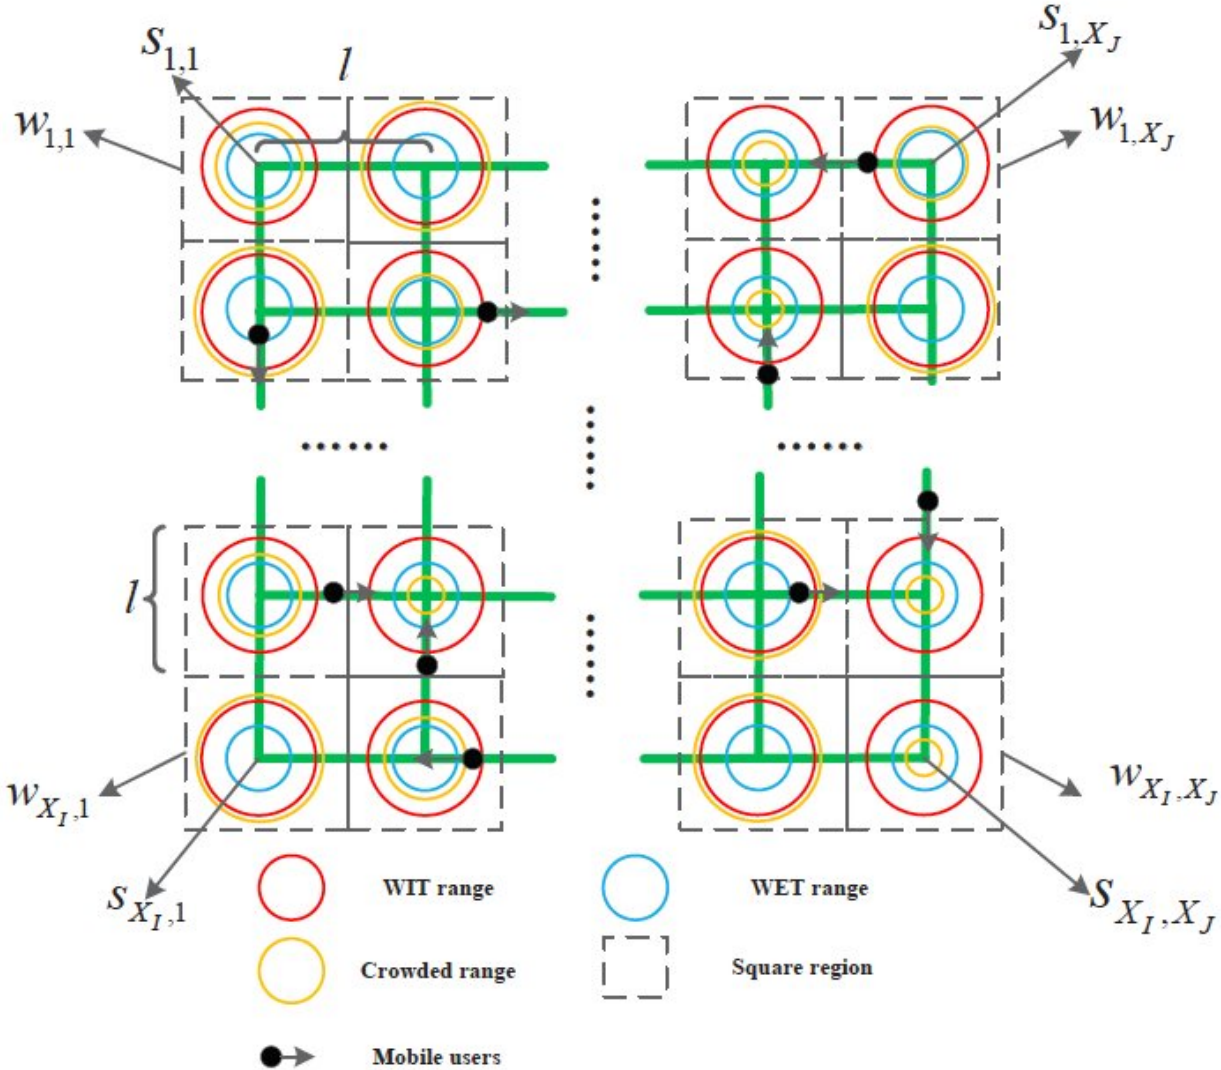 s1,1
l
s1,XJ
w1,1
w1,XJ
l
wXI,1
wXI,XJ
sXI,1
sXI,XJ
WIT range
WET range
Crowded range
Square region
Mobile users